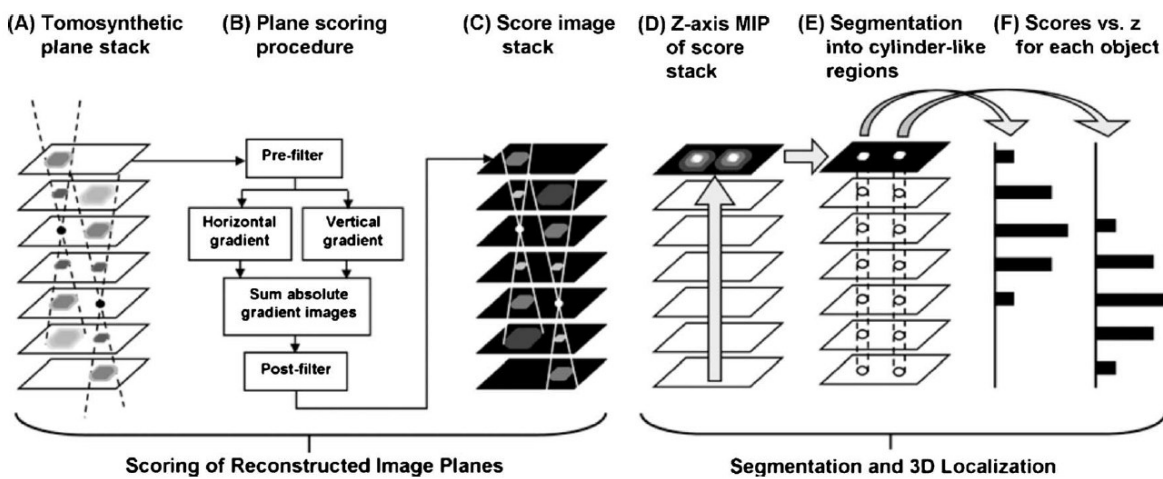 (A) Tomosynthetic
plane stack
(B) Plane scoring
procedure
(C) Score image
stack
(D) Z-axis MIP
of score
stack
(E) Segmentation
into cylinder-like
regions
(F) Scores vs. z
for each object
Pre-filter
Horizontal
gradient
Vertical
gradient
Sum absolute
gradient images
Post-filter
Scoring of Reconstructed Image Planes
Segmentation and 3D Localization